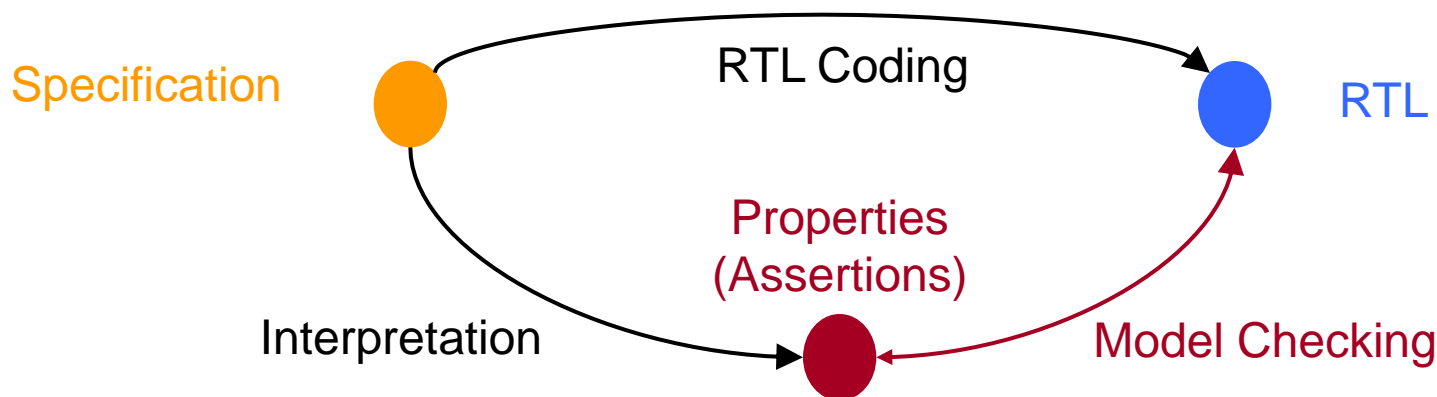 RTL Coding
Specification
RTL
Properties
(Assertions)
Interpretation
Model Checking